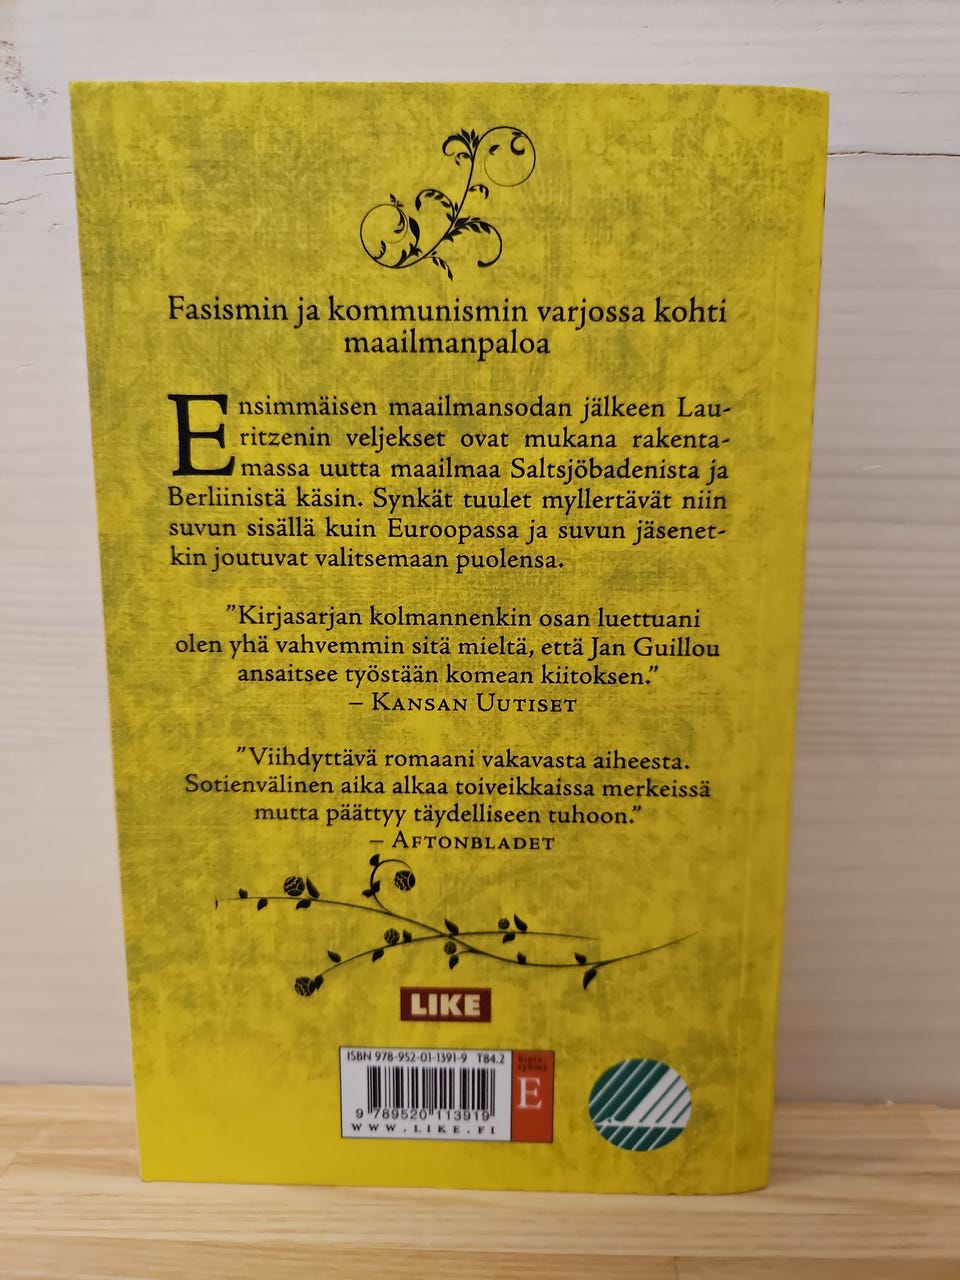 Fasismin ja kommunismin varjossa kohti
maailmanpaloa
Ensimmäisen maailmansodan jälkeen Lau-
ritzenin veljekset ovat mukana rakenta-
massa uutta maailmaa Saltsjöbadenista ja
Berliinistä käsin. Synkät tuulet myllertävät niin
suvun sisällä kuin Euroopassa ja suvun jäsenet-
kin joutuvat valitsemaan puolensa.
”Kirjasarjan kolmannenkin osan luettuani
olen yhä vahvemmin sitä mieltä, että Jan Guillou
ansaitsee työstään komean kiitoksen.”
– KANSAN UUTISET
”Viihdyttävä romaani vakavasta aiheesta.
Sotienvälinen aika alkaa toiveikkaissa merkeissä
mutta päättyy täydelliseen tuhoon.”
– AFTONBLADET
LIKE
ISBN 978-952-01-1391-9 T84.2
hinta
ryhmä
E
9 789520 113919
WWW.LIKE.FI